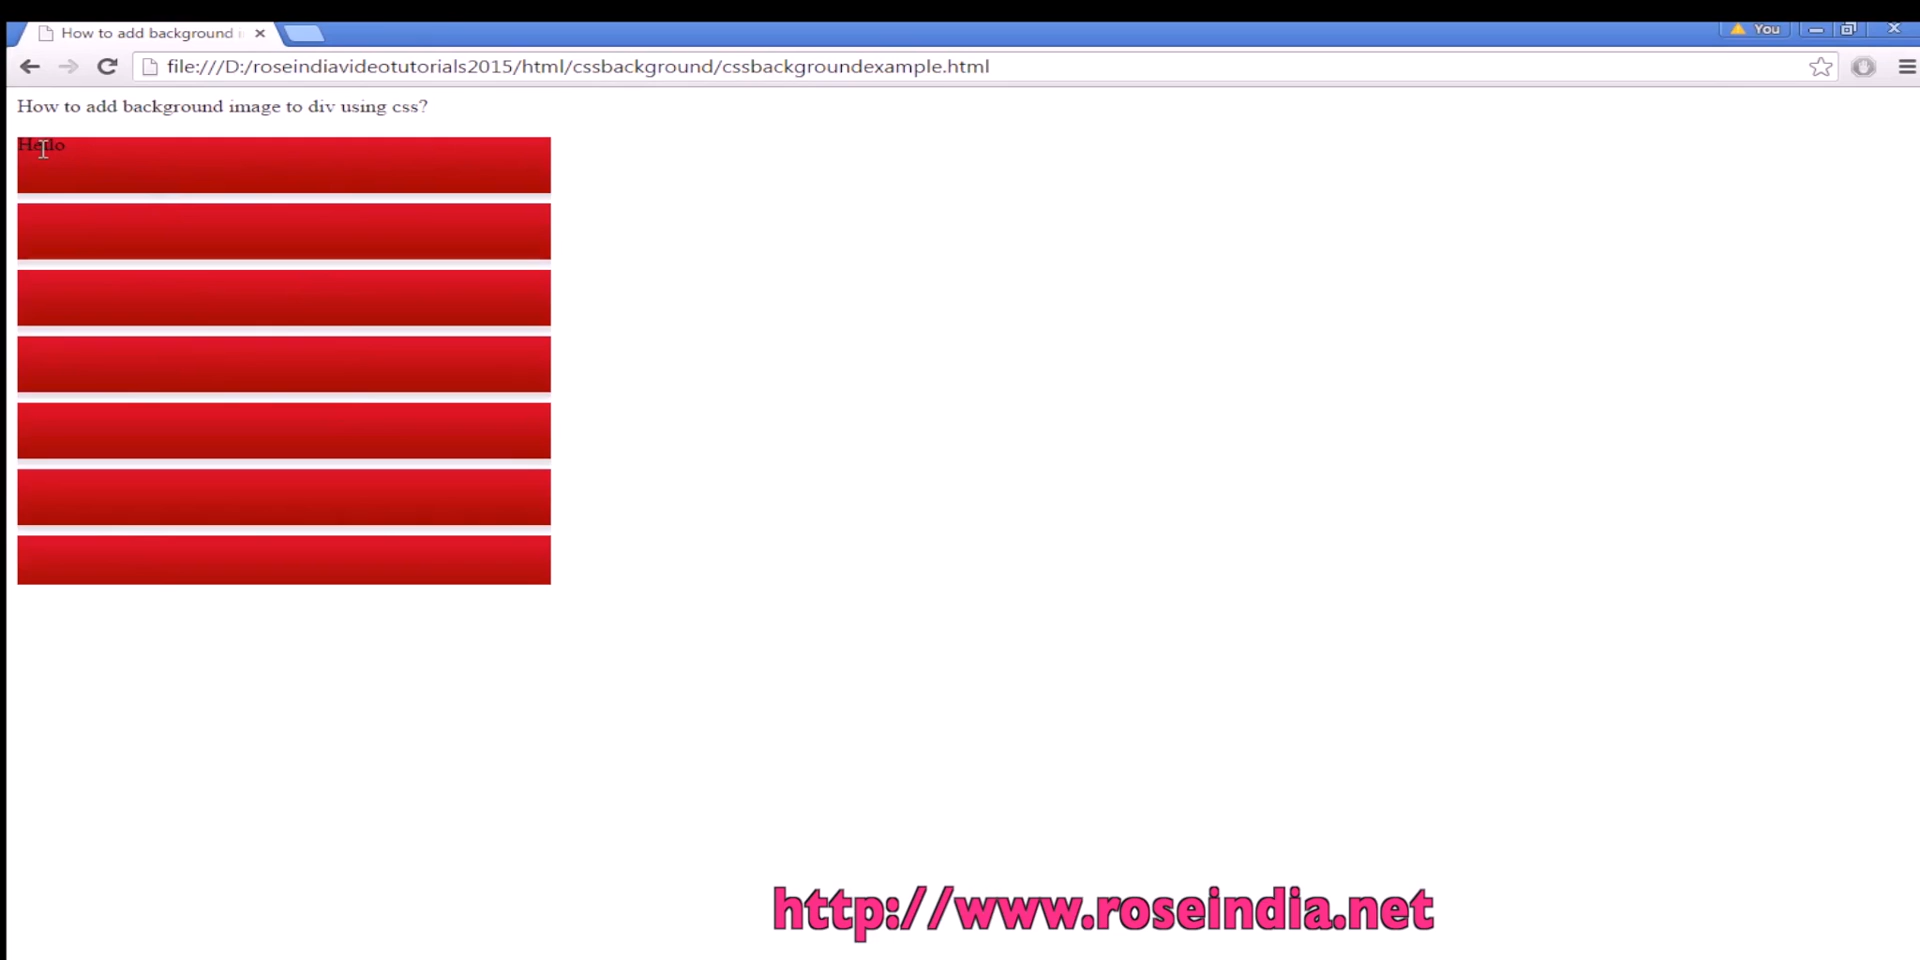 How to add background i
You
file:///D:/roseindiavideotutorials2015/html/cssbackground/cssbackgroundexample.html
How to add background image to div using css?
Hello
http://www.roseindia.net